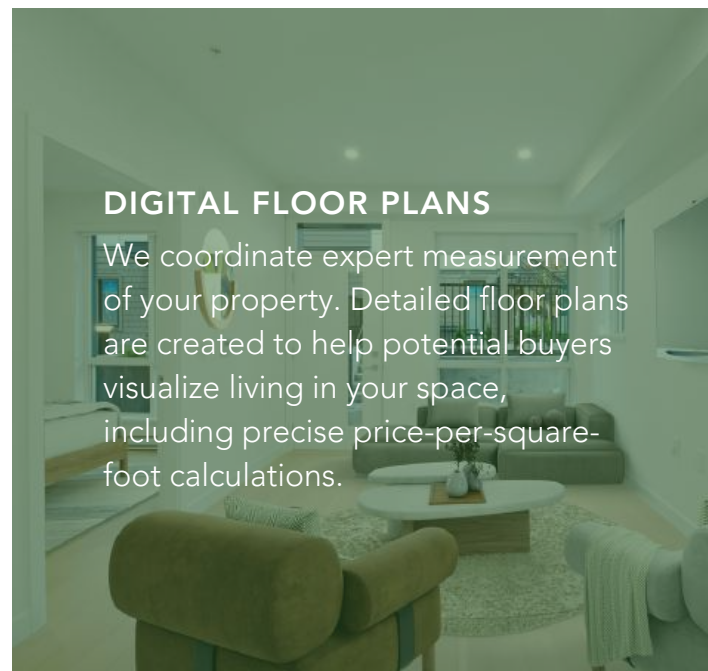 DIGITAL FLOOR PLANS
We coordinate expert measurement
of your property. Detailed floor plans
are created to help potential buyers
visualize living in your space,
including precise price-per-square-
foot calculations.